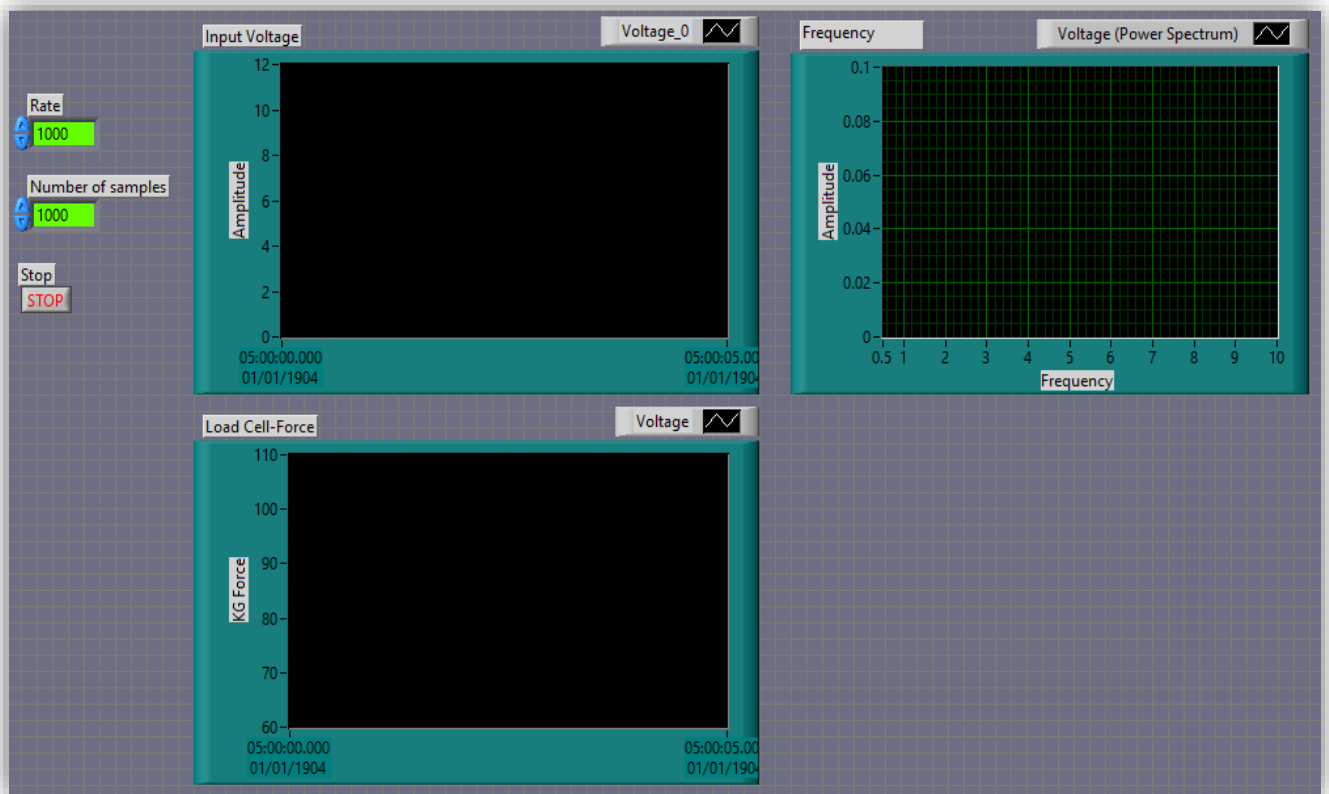 Rate
1000
Number of samples
1000
Stop
STOP
Input Voltage
Voltage_0
Amplitude
12
10
8
6
4
2
0
05:00:00.000
01/01/1904
05:00:05.00
01/01/1904
Frequency
Voltage (Power Spectrum)
Amplitude
0.1
0.08
0.06
0.04
0.02
0
0.5 1 2 3 4 5 6 7 8 9 10
Frequency
Load Cell-Force
Voltage
KG Force
110
100
90
80
70
60
05:00:00.000
01/01/1904
05:00:05.00
01/01/1904